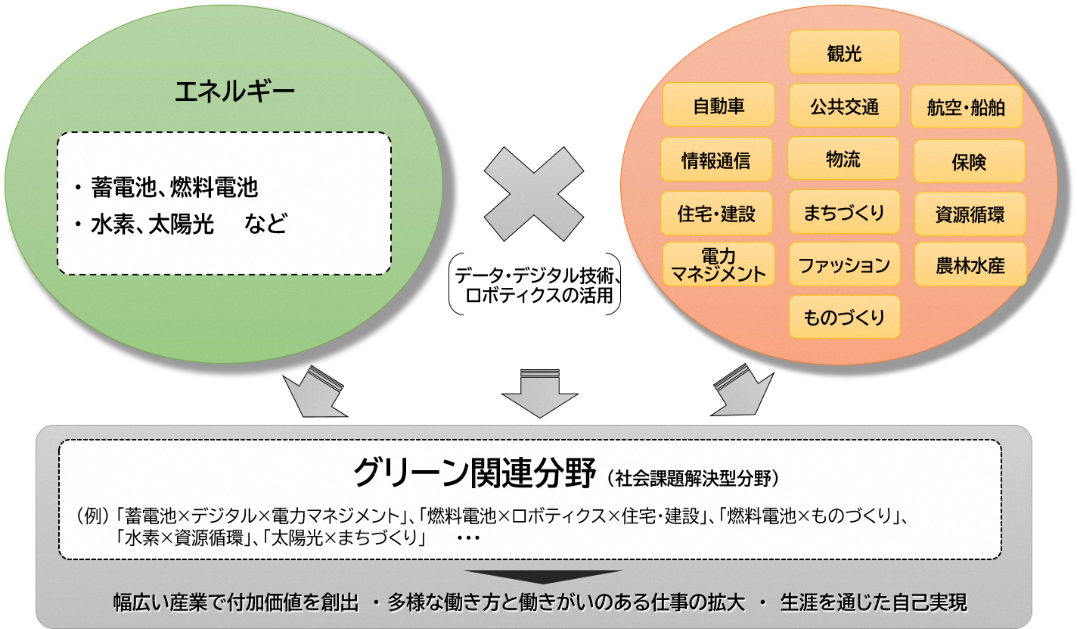 エネルギー
・蓄電池、燃料電池
・水素、太陽光　など
データ・デジタル技術、
ロボティクスの活用
観光
自動車
公共交通
航空・船舶
情報通信
物流
保険
住宅・建設
まちづくり
資源循環
電力
マネジメント
ファッション
農林水産
ものづくり
グリーン関連分野（社会課題解決型分野）
（例）「蓄電池×デジタル×電力マネジメント」、「燃料電池×ロボティクス×住宅・建設」、「燃料電池×ものづくり」、
「水素×資源循環」、「太陽光×まちづくり」　・・・
幅広い産業で付加価値を創出 ・多様な働き方と働きがいのある仕事の拡大 ・ 生涯を通じた自己実現